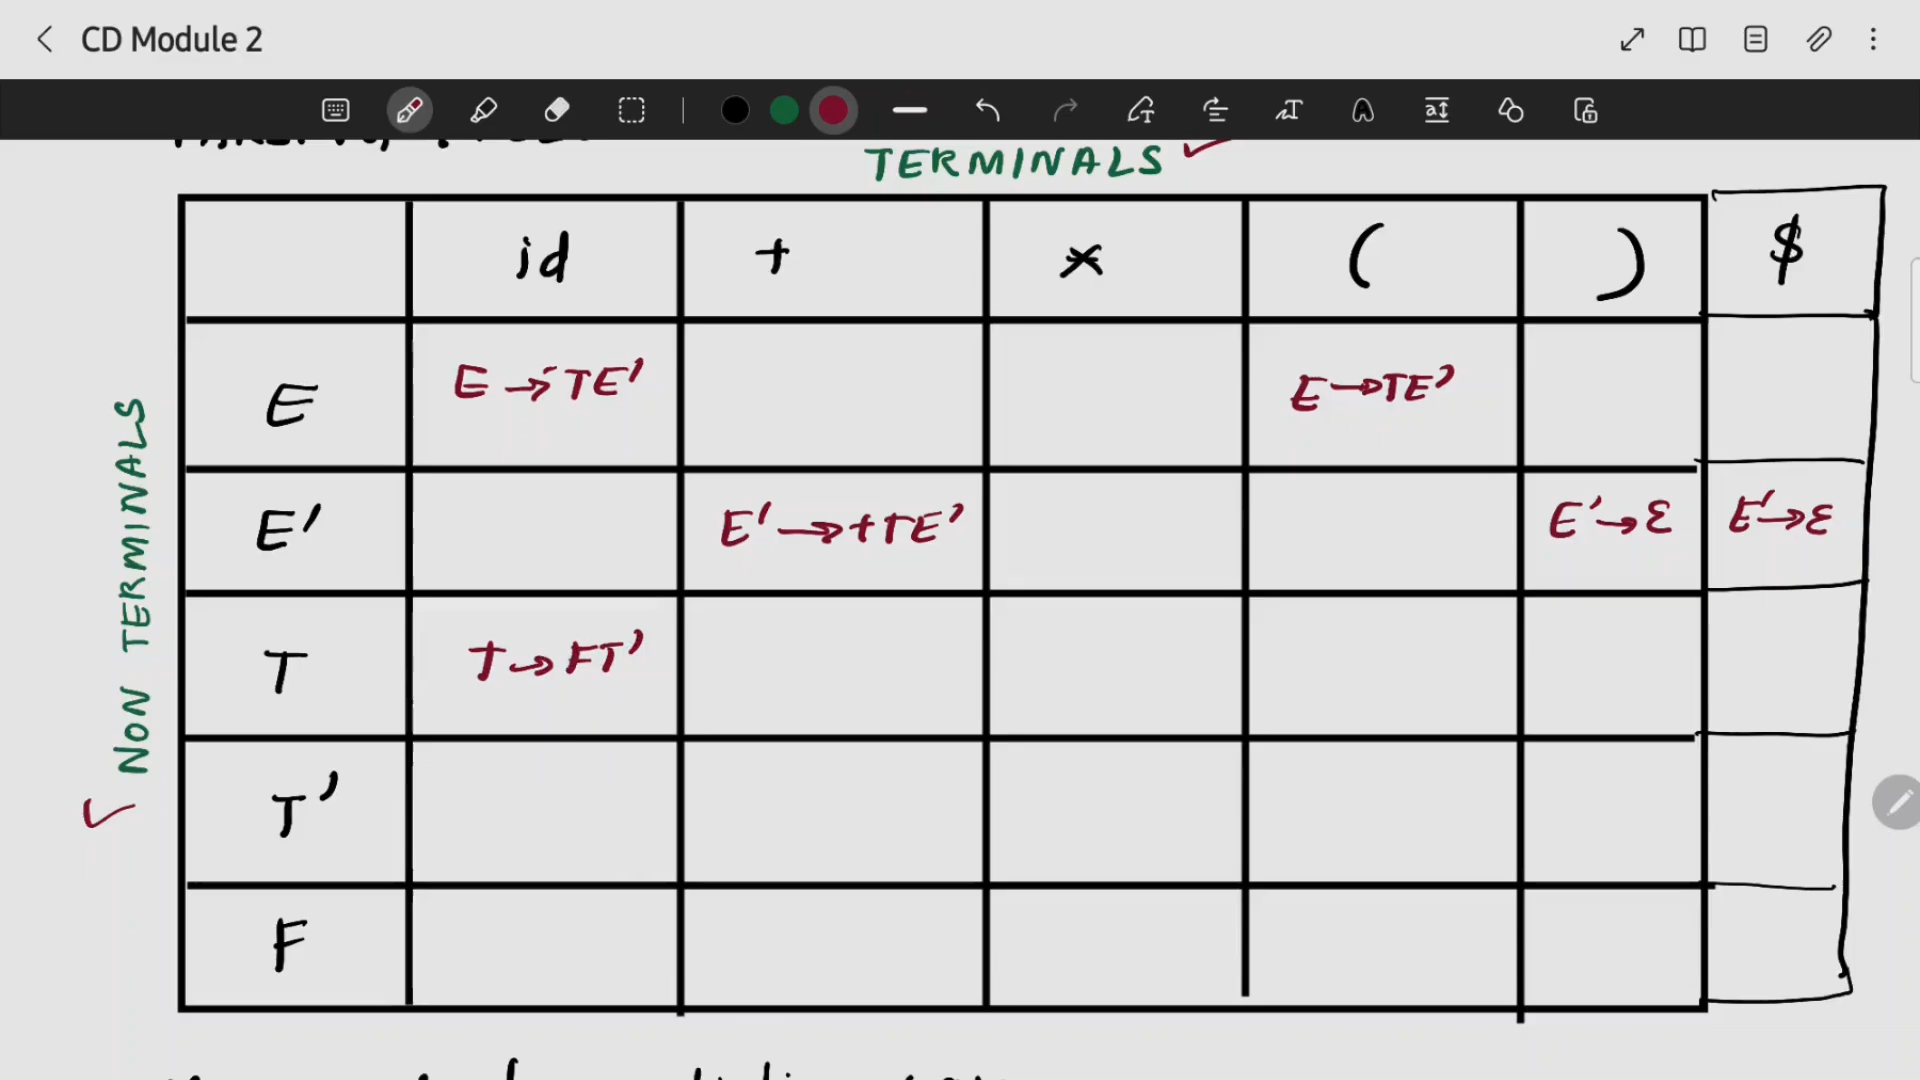 CD Module 2
TERMINALS
id + * ( ) $
E E→TE' E→TE'
E' E'→+TE' E'→ε E'→ε
T T→FT'
T'
F
NON TERMINALS